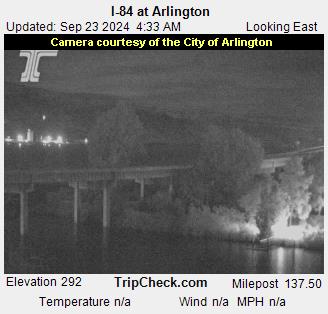 I-84 at Arlington
Updated: Sep 23 2024 4:33 AM Looking East
Camera courtesy of the City of Arlington
Elevation 292 TripCheck.com Milepost 137.50
Temperature n/a Wind n/a MPH n/a